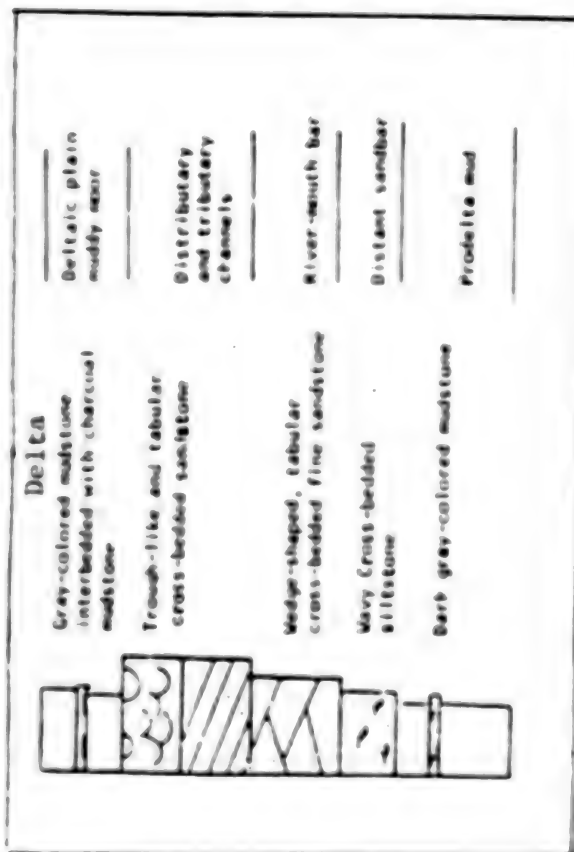 Delta
Gray-colored mudstone
interbedded with charcoal
mudstone
Deltaic plain
muddy moor
Trough-like and tabular
cross-bedded sandstone
Distributary
and tributary
channels
Wedge-shaped, tabular
cross-bedded fine sandstone
River-mouth bar
Wavy Cross-bedded
siltstone
Distant sandbar
Dark gray-colored mudstone
Prodelta mud